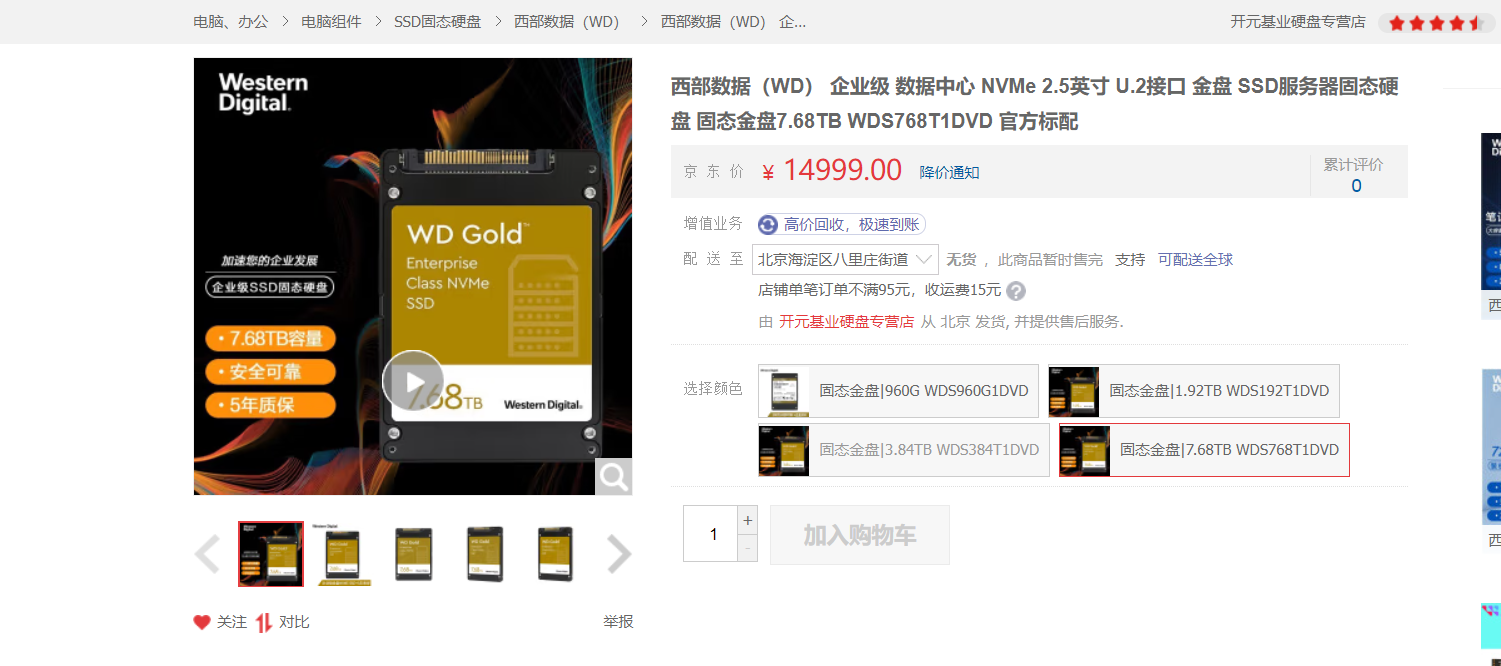 电脑、办公 > 电脑组件 > SSD固态硬盘 > 西部数据（WD） > 西部数据（WD） 企...
开元基业硬盘专营店
Western
Digital.
加速您的企业发展
企业级SSD固态硬盘
·7.68TB容量
·安全可靠
·5年质保
WD Gold™
Enterprise
Class NVMe
SSD
7.68TB
Western Digital.
关注 对比
举报
西部数据（WD） 企业级 数据中心 NVMe 2.5英寸 U.2接口 金盘 SSD服务器固态硬
盘 固态金盘7.68TB WDS768T1DVD 官方标配
京东价 ￥14999.00 降价通知
累计评价
0
增值业务 高价回收，极速到账
配送至 北京海淀区八里庄街道 无货，此商品暂时售完 支持 可配送全球
店铺单笔订单不满95元，收运费15元 ?
由 开元基业硬盘专营店 从 北京 发货, 并提供售后服务.
选择颜色 固态金盘|960G WDS960G1DVD 固态金盘|1.92TB WDS192T1DVD
固态金盘|3.84TB WDS384T1DVD 固态金盘|7.68TB WDS768T1DVD
1 + -
加入购物车